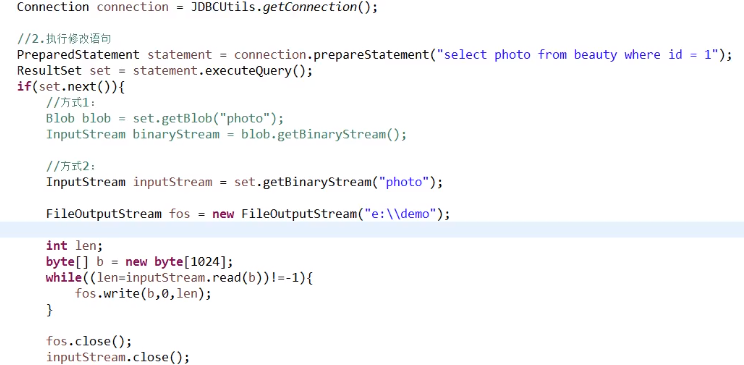 Connection connection = JDBCUtils.getConnection();
//2.执行修改语句
PreparedStatement statement = connection.prepareStatement("select photo from beauty where id = 1");
ResultSet set = statement.executeQuery();
if(set.next()){
//方式1：
Blob blob = set.getBlob("photo");
InputStream binaryStream = blob.getBinaryStream();
//方式2：
InputStream inputStream = set.getBinaryStream("photo");
FileOutputStream fos = new FileOutputStream("e:\\demo");
int len;
byte[] b = new byte[1024];
while((len=inputStream.read(b))!=-1){
fos.write(b,0,len);
}
fos.close();
inputStream.close();